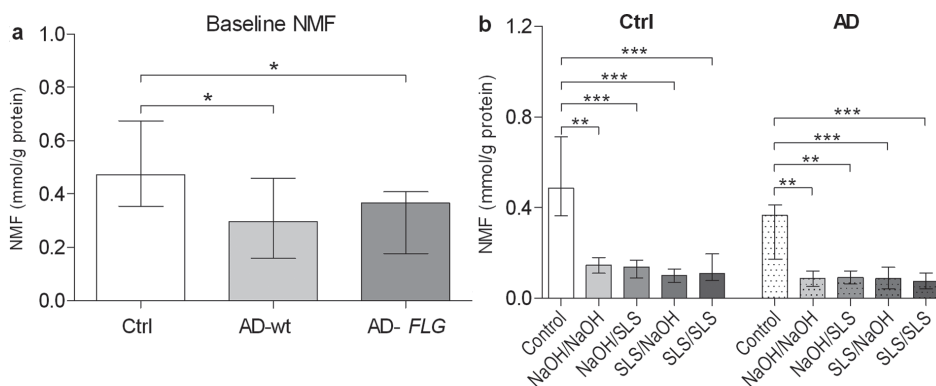 a
Baseline NMF
NMF (mmol/g protein)
1.0
0.8
0.6
0.4
0.2
0.0
*
*
Ctrl
AD-wt
AD- FLG
b
Ctrl
AD
NMF (mmol/g protein)
1.2
0.8
0.4
0.0
***
***
***
**
***
***
**
**
Control
NaOH/NaOH
NaOH/SLS
SLS/NaOH
SLS/SLS
Control
NaOH/NaOH
NaOH/SLS
SLS/NaOH
SLS/SLS